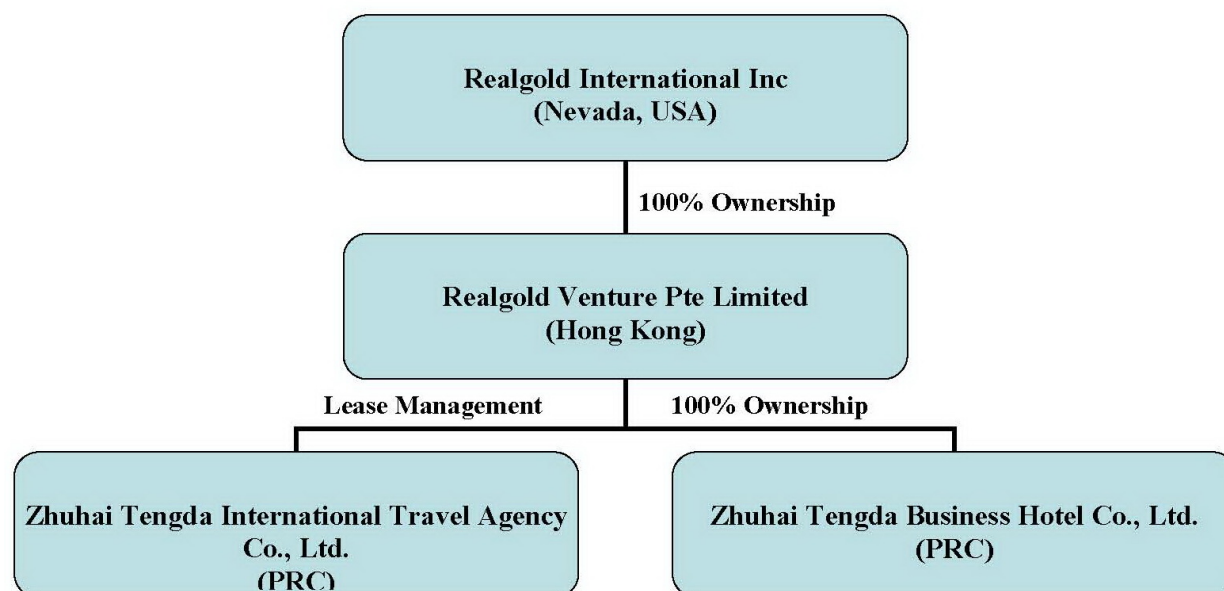 Realgold International Inc
(Nevada, USA)
100% Ownership
Realgold Venture Pte Limited
(Hong Kong)
Lease Management
100% Ownership
Zhuhai Tengda International Travel Agency
Co., Ltd.
(PRC)
Zhuhai Tengda Business Hotel Co., Ltd.
(PRC)